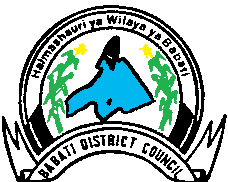 Halmashauri ya Wilaya ya Babati
BABATI DISTRICT COUNCIL